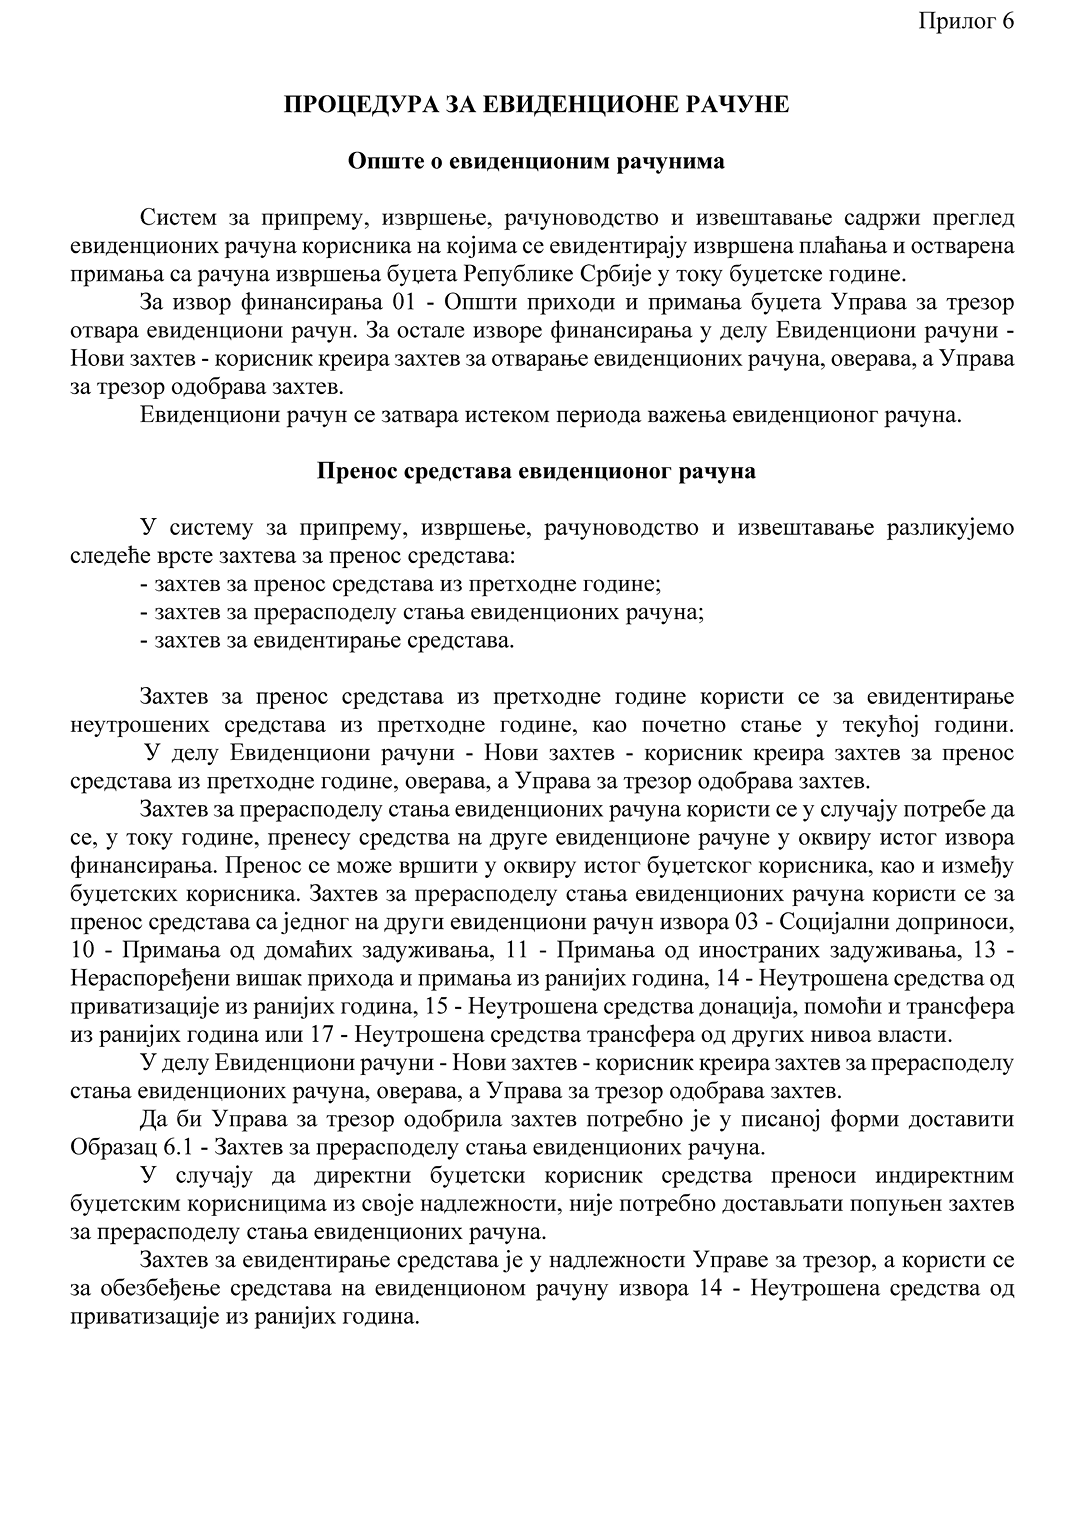 Прилог 6
ПРОЦЕДУРА ЗА ЕВИДЕНЦИОНЕ РАЧУНЕ
Опште о евиденционим рачунима
Систем за припрему, извршење, рачуноводство и извештавање садржи преглед
евиденционих рачуна корисника на којима се евидентирају извршена плаћања и остварена
примања са рачуна извршења буџета Републике Србије у току буџетске године.
За извор финансирања 01 - Општи приходи и примања буџета Управа за трезор
отвара евиденциони рачун. За остале изворе финансирања у делу Евиденциони рачуни -
Нови захтев - корисник креира захтев за отварање евиденционих рачуна, оверава, а Управа
за трезор одобрава захтев.
Евиденциони рачун се затвара истеком периода важења евиденционог рачуна.
Пренос средстава евиденционог рачуна
У систему за припрему, извршење, рачуноводство и извештавање разликујемо
следеће врсте захтева за пренос средстава:
- захтев за пренос средстава из претходне године;
- захтев за прерасподелу стања евиденционих рачуна;
- захтев за евидентирање средстава.
Захтев за пренос средстава из претходне године користи се за евидентирање
неутрошених средстава из претходне године, као почетно стање у текућој години.
У делу Евиденциони рачуни - Нови захтев - корисник креира захтев за пренос
средстава из претходне године, оверава, а Управа за трезор одобрава захтев.
Захтев за прерасподелу стања евиденционих рачуна користи се у случају потребе да
се, у току године, пренесу средства на друге евиденционе рачуне у оквиру истог извора
финансирања. Пренос се може вршити у оквиру истог буџетског корисника, као и између
буџетских корисника. Захтев за прерасподелу стања евиденционих рачуна користи се за
пренос средстава са једног на други евиденциони рачун извора 03 - Социјални доприноси,
10 - Примања од домаћих задуживања, 11 - Примања од иностраних задуживања, 13 -
Нераспоређени вишак прихода и примања из ранијих година, 14 - Неутрошена средства од
приватизације из ранијих година, 15 - Неутрошена средства донација, помоћи и трансфера
из ранијих година или 17 - Неутрошена средства трансфера од других нивоа власти.
У делу Евиденциони рачуни - Нови захтев - корисник креира захтев за прерасподелу
стања евиденционих рачуна, оверава, а Управа за трезор одобрава захтев.
Да би Управа за трезор одобрила захтев потребно је у писаној форми доставити
Образац 6.1 - Захтев за прерасподелу стања евиденционих рачуна.
У случају да директни буџетски корисник средства преноси индиректним
буџетским корисницима из своје надлежности, није потребно достављати попуњен захтев
за прерасподелу стања евиденционих рачуна.
Захтев за евидентирање средстава је у надлежности Управе за трезор, а користи се
за обезбеђење средстава на евиденционом рачуну извора 14 - Неутрошена средства од
приватизације из ранијих година.